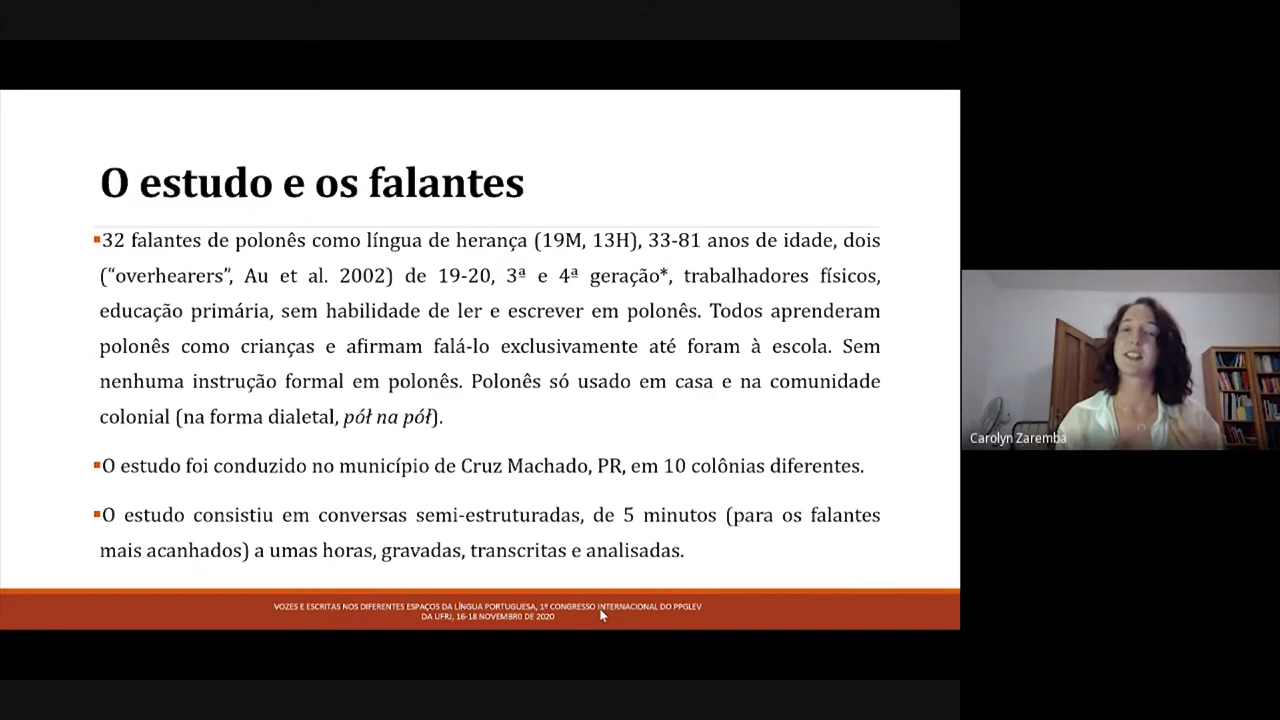 O estudo e os falantes
▪32 falantes de polonês como língua de herança (19M, 13H), 33-81 anos de idade, dois
(“overhearers”, Au et al. 2002) de 19-20, 3ª e 4ª geração*, trabalhadores físicos,
educação primária, sem habilidade de ler e escrever em polonês. Todos aprenderam
polonês como crianças e afirmam falá-lo exclusivamente até foram à escola. Sem
nenhuma instrução formal em polonês. Polonês só usado em casa e na comunidade
colonial (na forma dialetal, pół na pół).
▪O estudo foi conduzido no município de Cruz Machado, PR, em 10 colônias diferentes.
▪O estudo consistiu em conversas semi-estruturadas, de 5 minutos (para os falantes
mais acanhados) a umas horas, gravadas, transcritas e analisadas.
VOZES E ESCRITAS NOS DIFERENTES ESPAÇOS DA LÍNGUA PORTUGUESA, 1º CONGRESSO INTERNACIONAL DO PPGLEV
DA UFRJ, 16-18 NOVEMBR0 DE 2020
Carolyn Zaremba